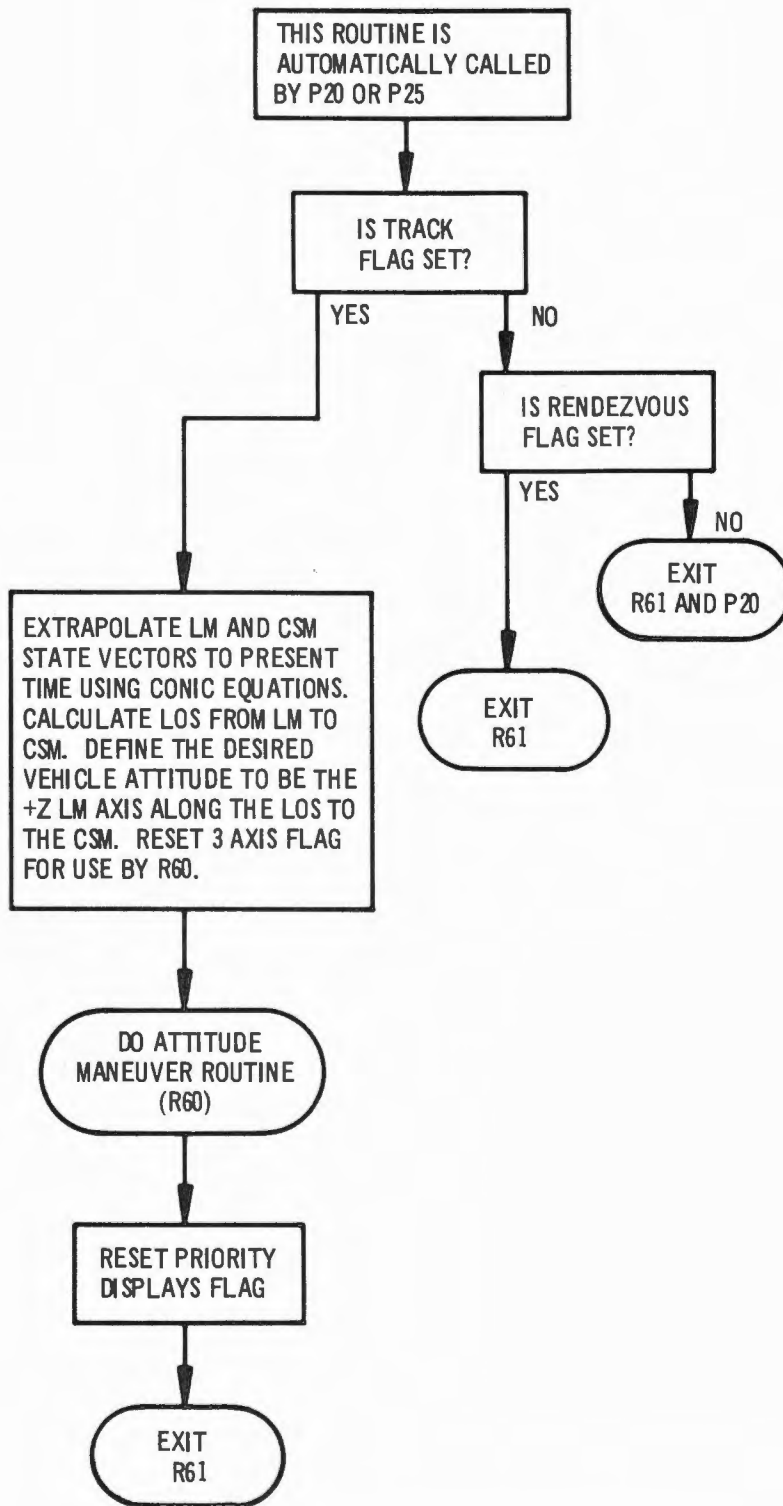 THIS ROUTINE IS
AUTOMATICALLY CALLED
BY P20 OR P25
IS TRACK
FLAG SET?
YES
NO
IS RENDEZVOUS
FLAG SET?
YES
NO
EXIT
R61 AND P20
EXIT
R61
EXTRAPOLATE LM AND CSM
STATE VECTORS TO PRESENT
TIME USING CONIC EQUATIONS.
CALCULATE LOS FROM LM TO
CSM. DEFINE THE DESIRED
VEHICLE ATTITUDE TO BE THE
+Z LM AXIS ALONG THE LOS TO
THE CSM. RESET 3 AXIS FLAG
FOR USE BY R60.
DO ATTITUDE
MANEUVER ROUTINE
(R60)
RESET PRIORITY
DISPLAYS FLAG
EXIT
R61